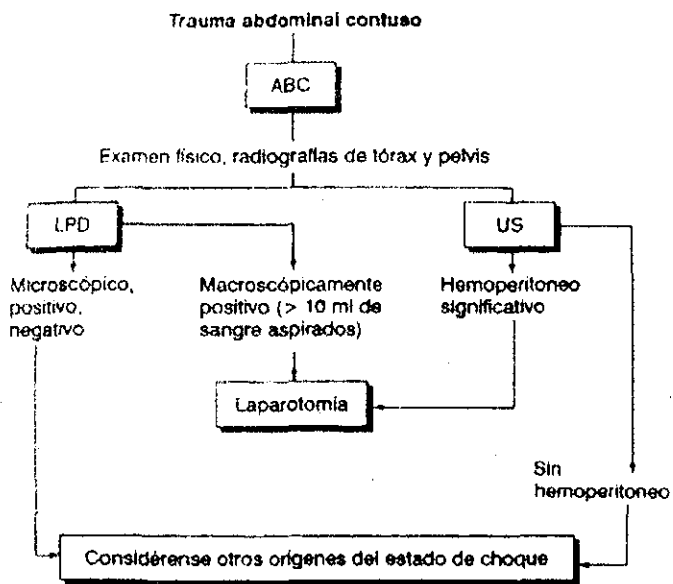 Trauma abdominal contuso
ABC
Examen físico, radiografías de tórax y pelvis
LPD
US
Microscópico,
positivo,
negativo
Macroscópicamente
positivo (> 10 ml de
sangre aspirados)
Hemoperitoneo
significativo
Laparotomía
Sin
hemoperitoneo
Considérense otros orígenes del estado de choque